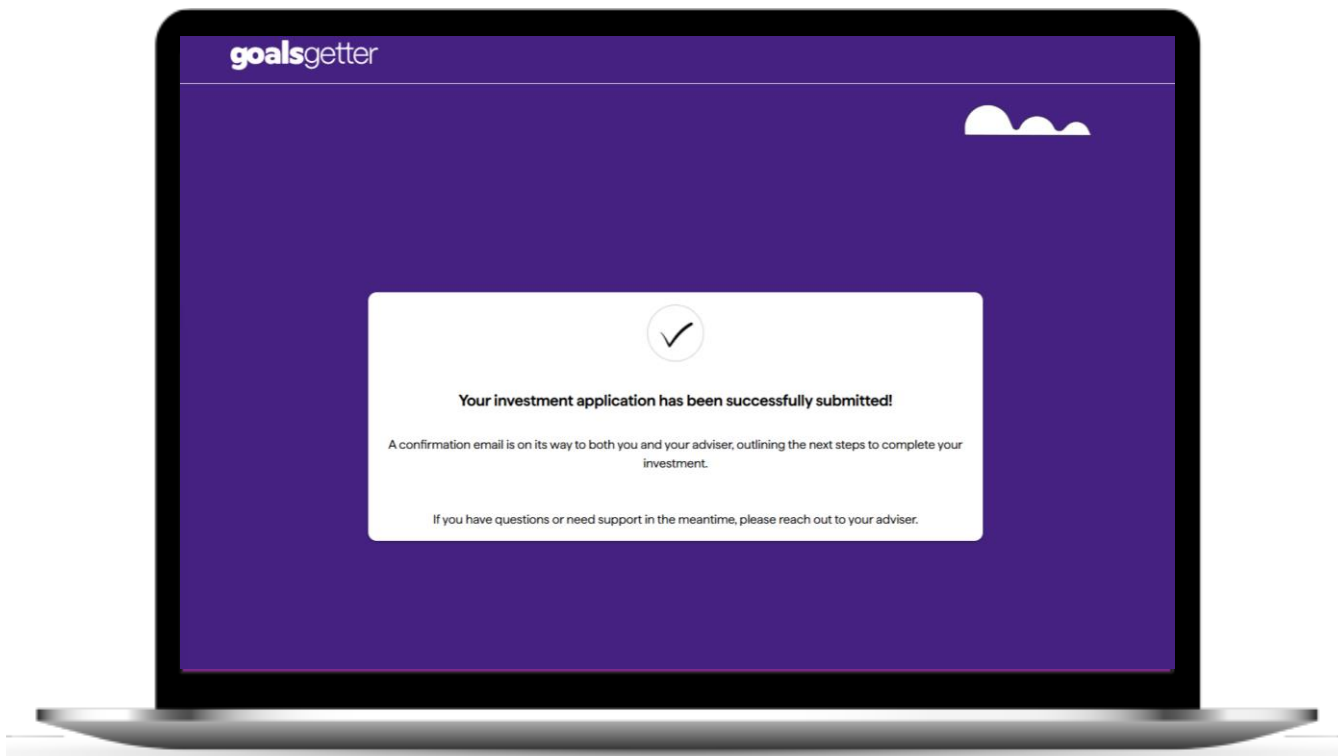 goalsgetter
Your investment application has been successfully submitted!
A confirmation email is on its way to both you and your adviser, outlining the next steps to complete your
investment.
If you have questions or need support in the meantime, please reach out to your adviser.